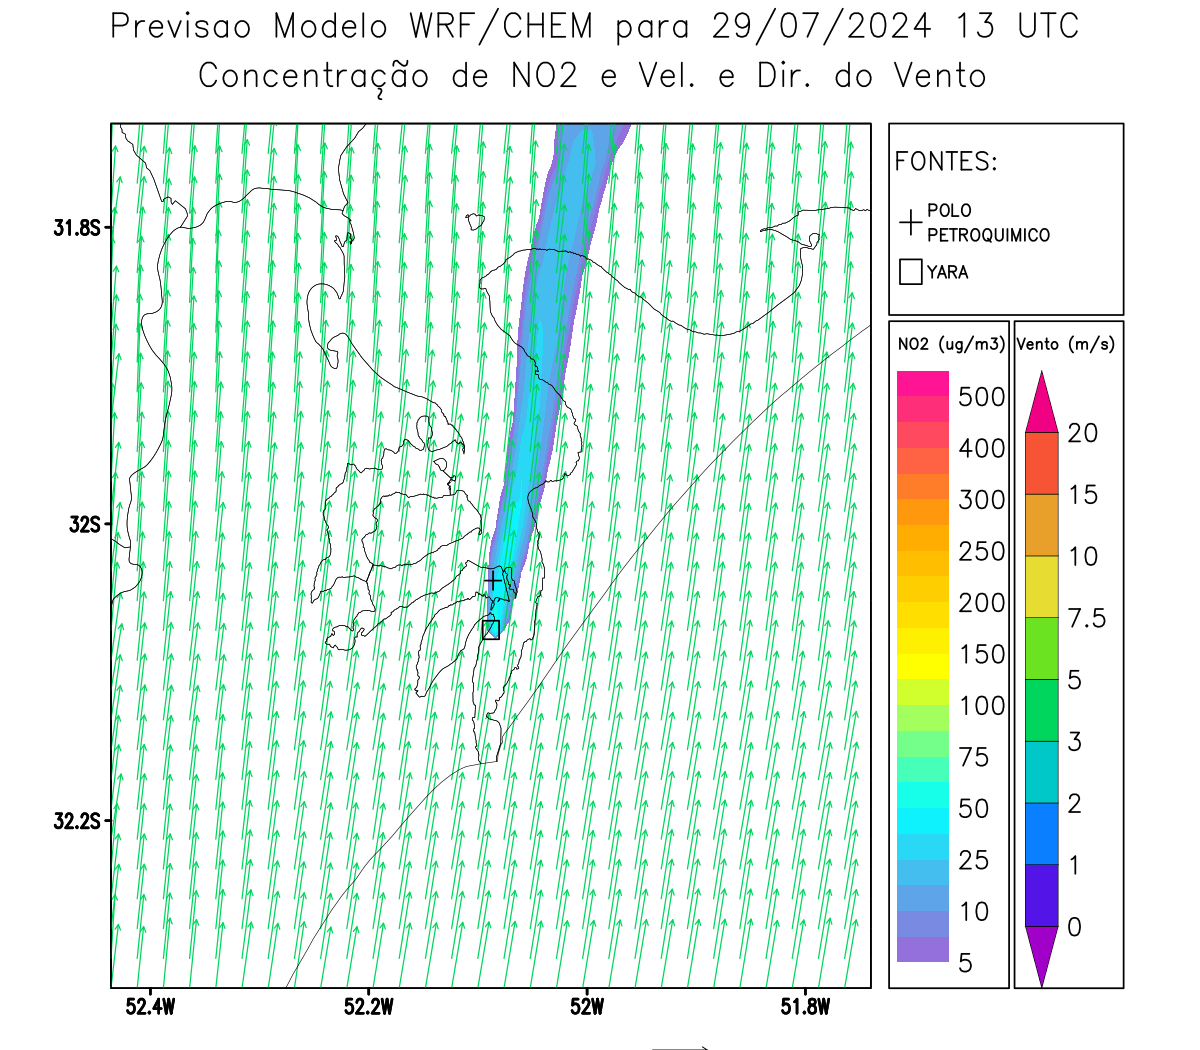 Previsao Modelo WRF/CHEM para 29/07/2024 13 UTC
Concentração de NO2 e Vel. e Dir. do Vento
FONTES:
POLO
PETROQUIMICO
YARA
31.8S
32S
32.2S
52.4W
52.2W
52W
51.8W
NO2 (ug/m3)
500
400
300
250
200
150
100
75
50
25
10
5
Vento (m/s)
20
15
10
7.5
5
3
2
1
0